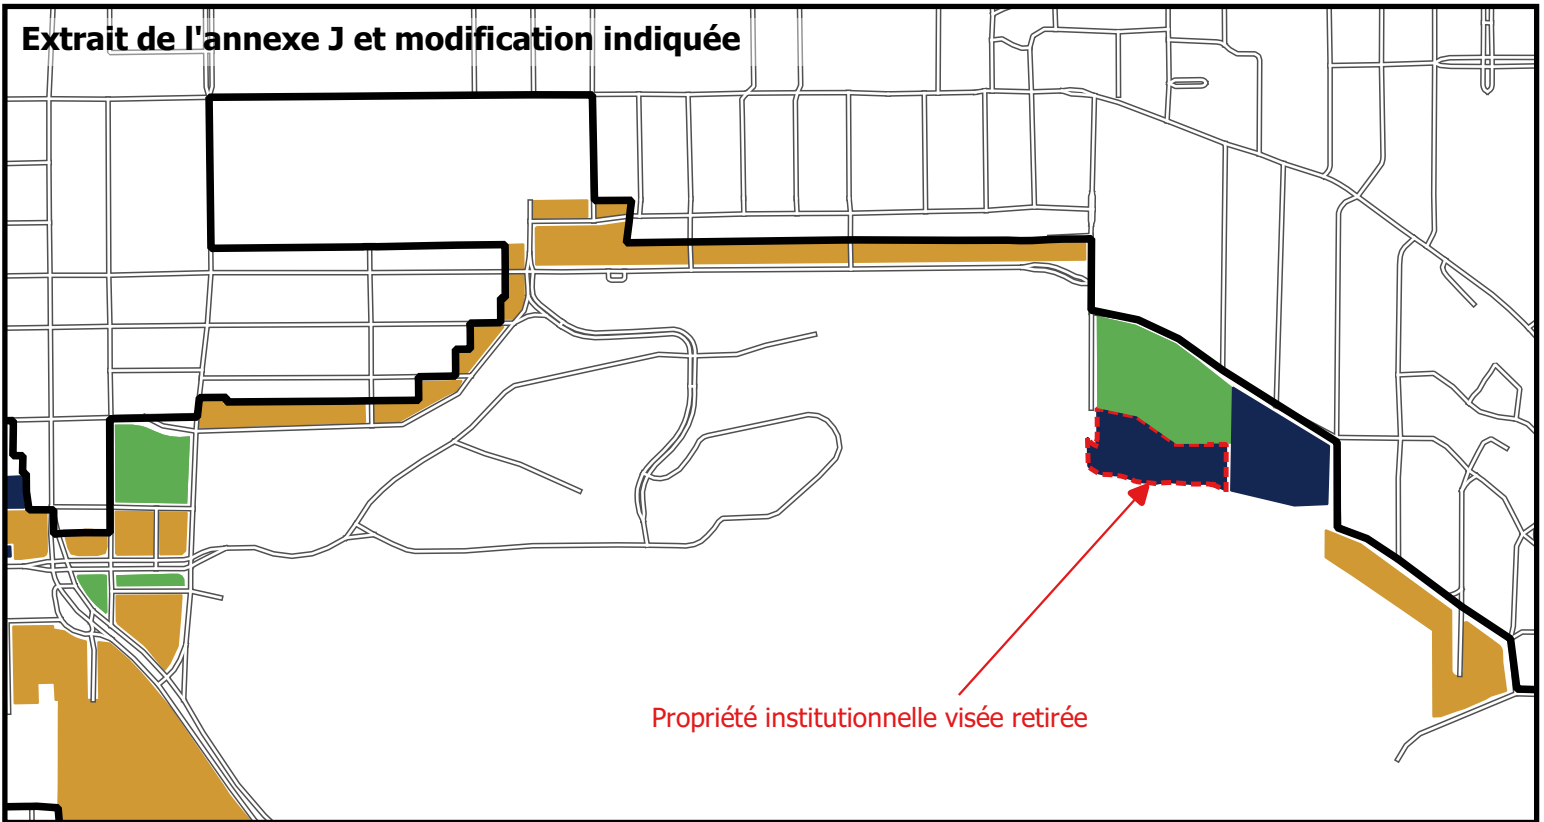 Extrait de l'annexe J et modification indiquée
Propriété institutionnelle visée retirée